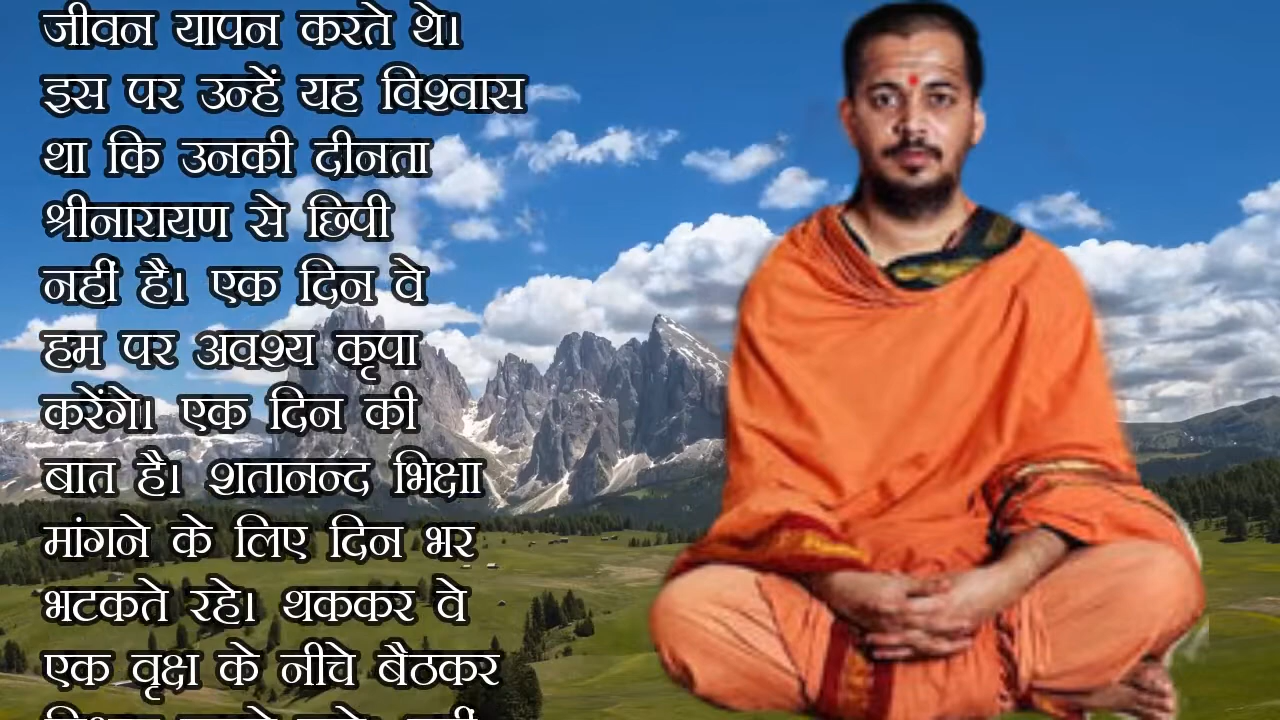 जीवन यापन करते थे।
इस पर उन्हें यह विश्वास
था कि उनकी दीनता
श्रीनारायण से छिपी
नहीं है। एक दिन वे
हम पर अवश्य कृपा
करेंगे। एक दिन की
बात है। शतानन्द भिक्षा
मांगने के लिए दिन भर
भटकते रहे। थककर वे
एक वृक्ष के नीचे बैठकर